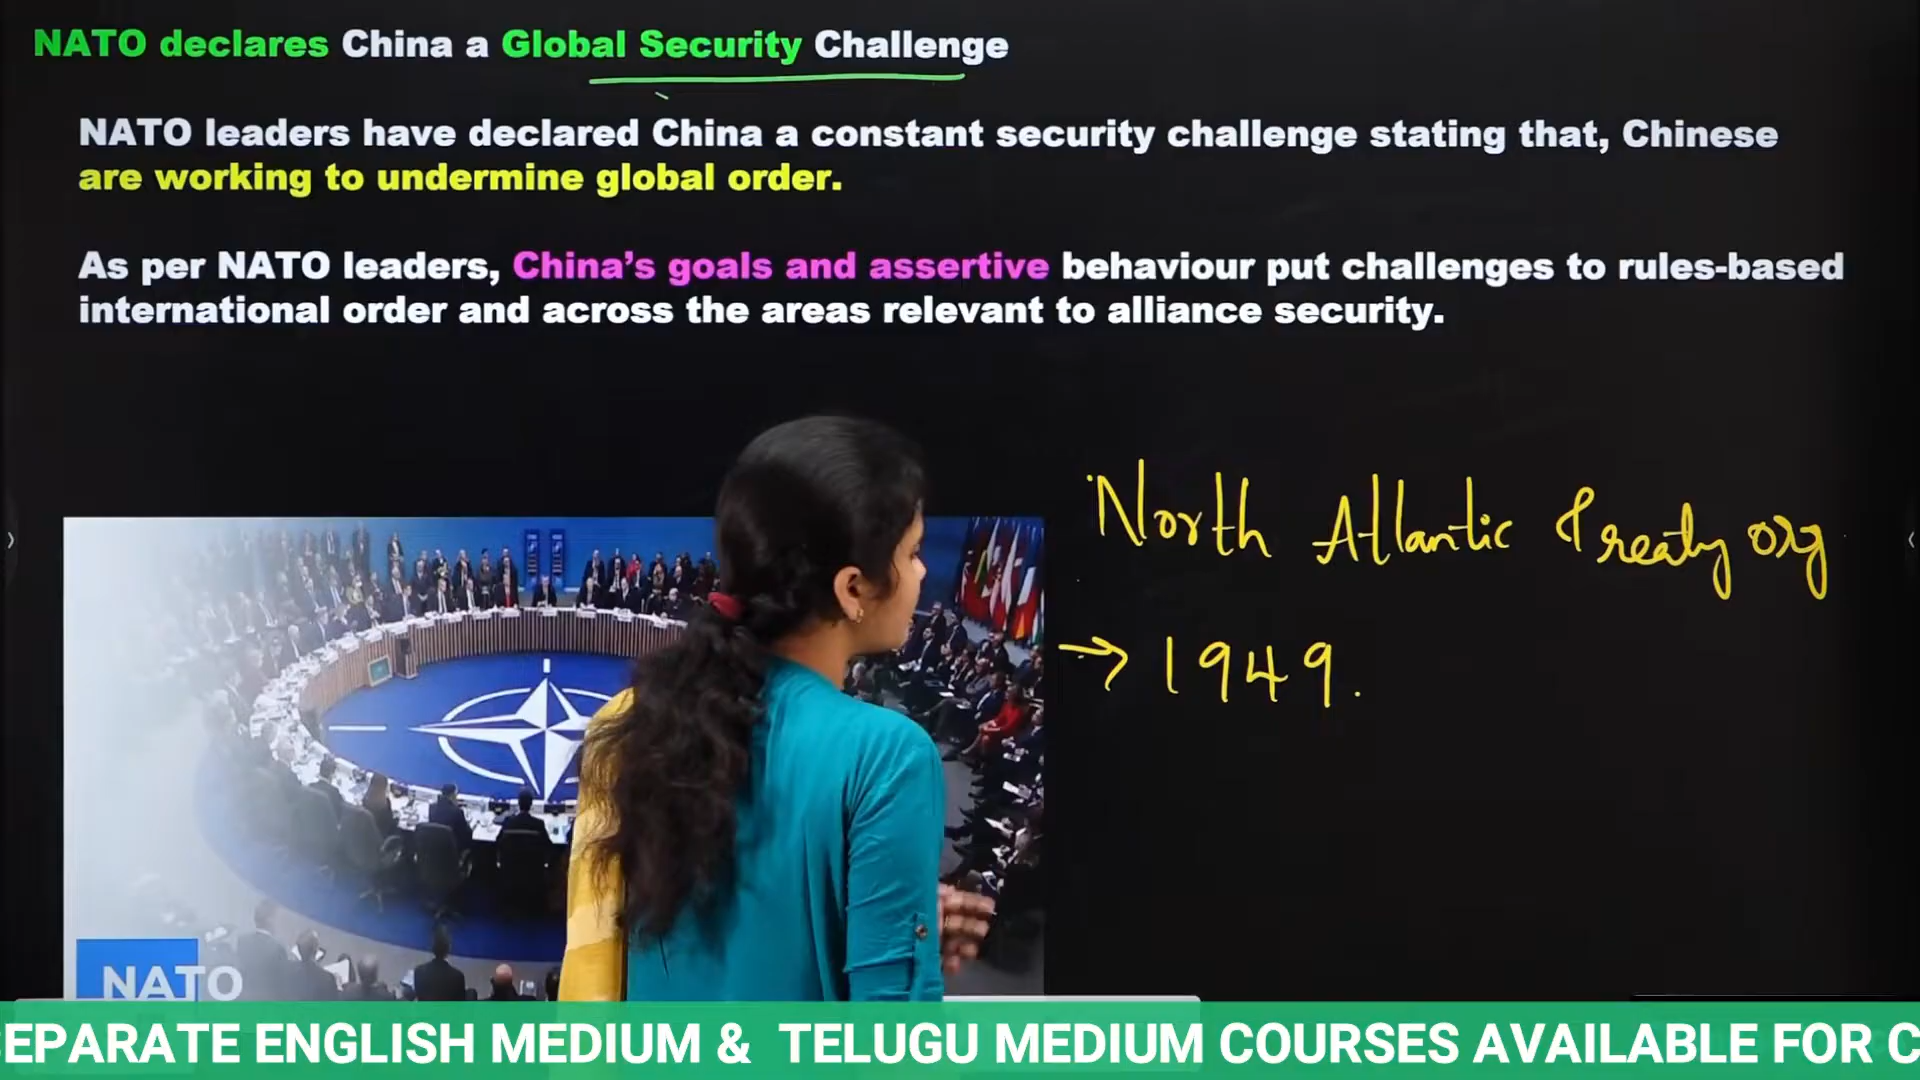 NATO declares China a Global Security Challenge
NATO leaders have declared China a constant security challenge stating that, Chinese
are working to undermine global order.
As per NATO leaders, China's goals and assertive behaviour put challenges to rules-based
international order and across the areas relevant to alliance security.
North Atlantic Treaty org
→ 1949.
NATO
SEPARATE ENGLISH MEDIUM & TELUGU MEDIUM COURSES AVAILABLE FOR C